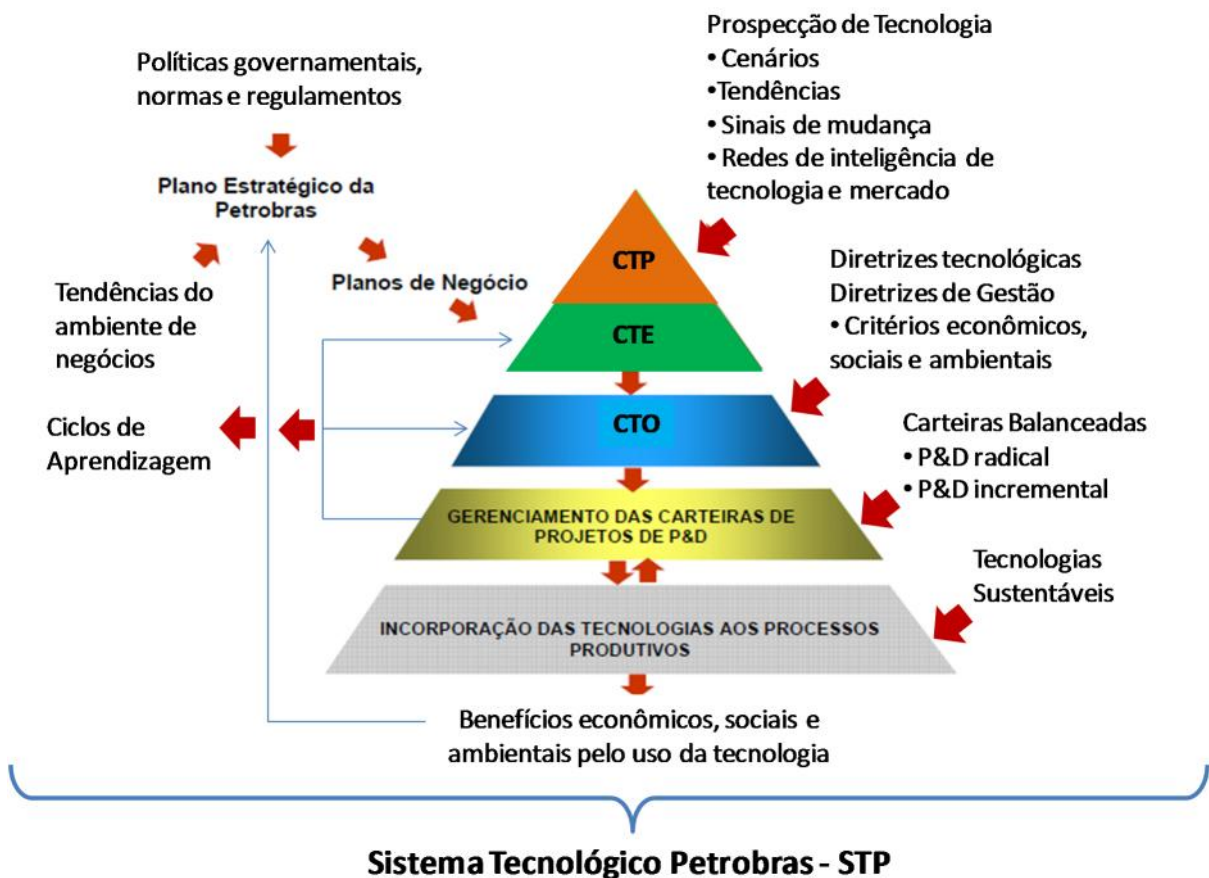 Políticas governamentais,
normas e regulamentos
Plano Estratégico da
Petrobras
Tendências do
ambiente de
negócios
Planos de Negócio
Ciclos de
Aprendizagem
Prospecção de Tecnologia
• Cenários
•Tendências
• Sinais de mudança
• Redes de inteligência de
tecnologia e mercado
CTP
Diretrizes tecnológicas
Diretrizes de Gestão
• Critérios econômicos,
sociais e ambientais
CTE
CTO
Carteiras Balanceadas
• P&D radical
• P&D incremental
GERENCIAMENTO DAS CARTEIRAS DE
PROJETOS DE P&D
Tecnologias
Sustentáveis
INCORPORAÇÃO DAS TECNOLOGIAS AOS PROCESSOS
PRODUTIVOS
Benefícios econômicos, sociais e
ambientais pelo uso da tecnologia
Sistema Tecnológico Petrobras - STP